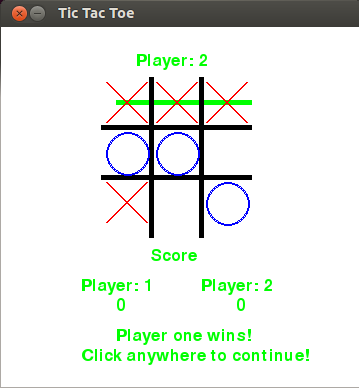 Tic Tac Toe
Player: 2
Score
Player: 1 Player: 2
0 0
Player one wins!
Click anywhere to continue!